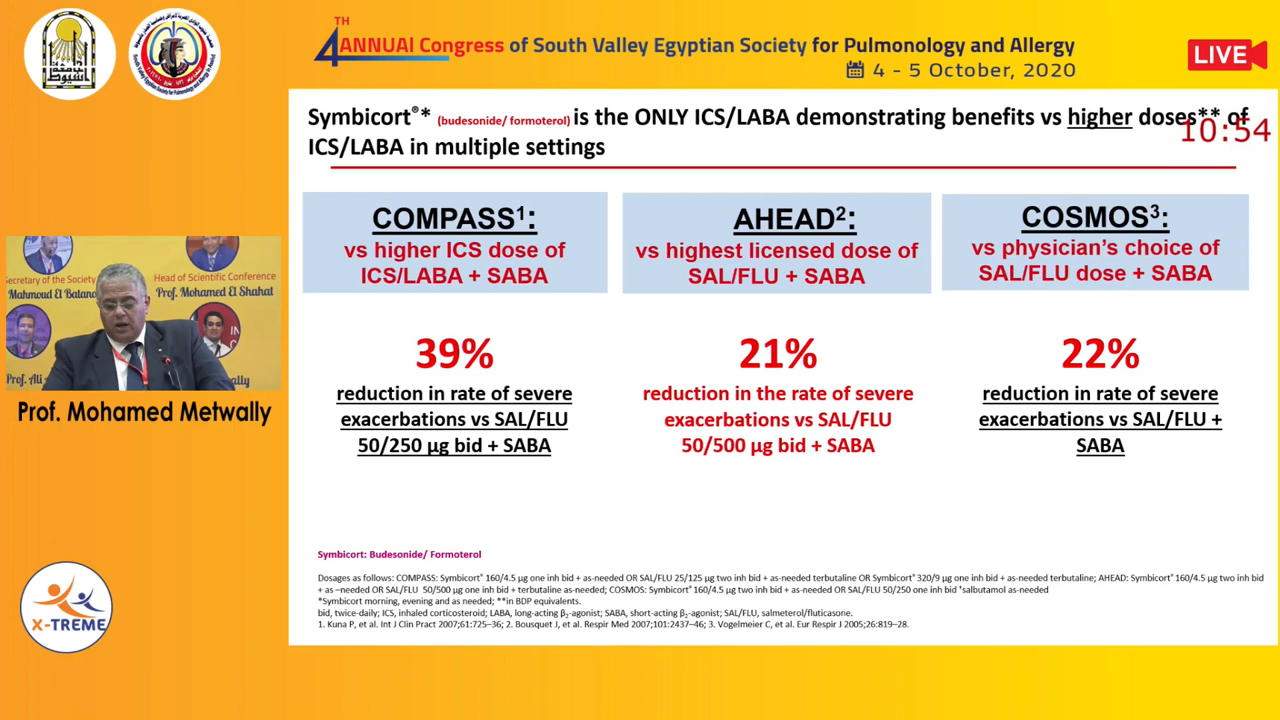 4TH ANNUAl Congress of South Valley Egyptian Society for Pulmonology and Allergy
4 - 5 October, 2020
LIVE
10:54
Symbicort®* (budesonide/ formoterol) is the ONLY ICS/LABA demonstrating benefits vs higher doses** of
ICS/LABA in multiple settings
COMPASS1:
vs higher ICS dose of
ICS/LABA + SABA
AHEAD2:
vs highest licensed dose of
SAL/FLU + SABA
COSMOS3:
vs physician's choice of
SAL/FLU dose + SABA
39%
reduction in rate of severe
exacerbations vs SAL/FLU
50/250 µg bid + SABA
21%
reduction in the rate of severe
exacerbations vs SAL/FLU
50/500 µg bid + SABA
22%
reduction in rate of severe
exacerbations vs SAL/FLU +
SABA
Secretary of the Society
Mahmoud El Batano
Head of Scientific Conference
Prof. Mohamed El Shahat
Prof. Ali
ally
Prof. Mohamed Metwally
X-TREME
Symbicort: Budesonide/ Formoterol
Dosages as follows: COMPASS: Symbicort® 160/4.5 µg one inh bid + as-needed OR SAL/FLU 25/125 µg two inh bid + as-needed terbutaline OR Symbicort® 320/9 µg one inh bid + as-needed terbutaline; AHEAD: Symbicort® 160/4.5 µg two inh bid
+ as –needed OR SAL/FLU 50/500 µg one inh bid + terbutaline as-needed; COSMOS: Symbicort® 160/4.5 µg two inh bid + as-needed OR SAL/FLU 50/250 one inh bid +salbutamol as-needed
*Symbicort morning, evening and as needed; **in BDP equivalents.
bid, twice-daily; ICS, inhaled corticosteroid; LABA, long-acting β2-agonist; SABA, short-acting β2-agonist; SAL/FLU, salmeterol/fluticasone.
1. Kuna P, et al. Int J Clin Pract 2007;61:725–36; 2. Bousquet J, et al. Respir Med 2007;101:2437–46; 3. Vogelmeier C, et al. Eur Respir J 2005;26:819–28.